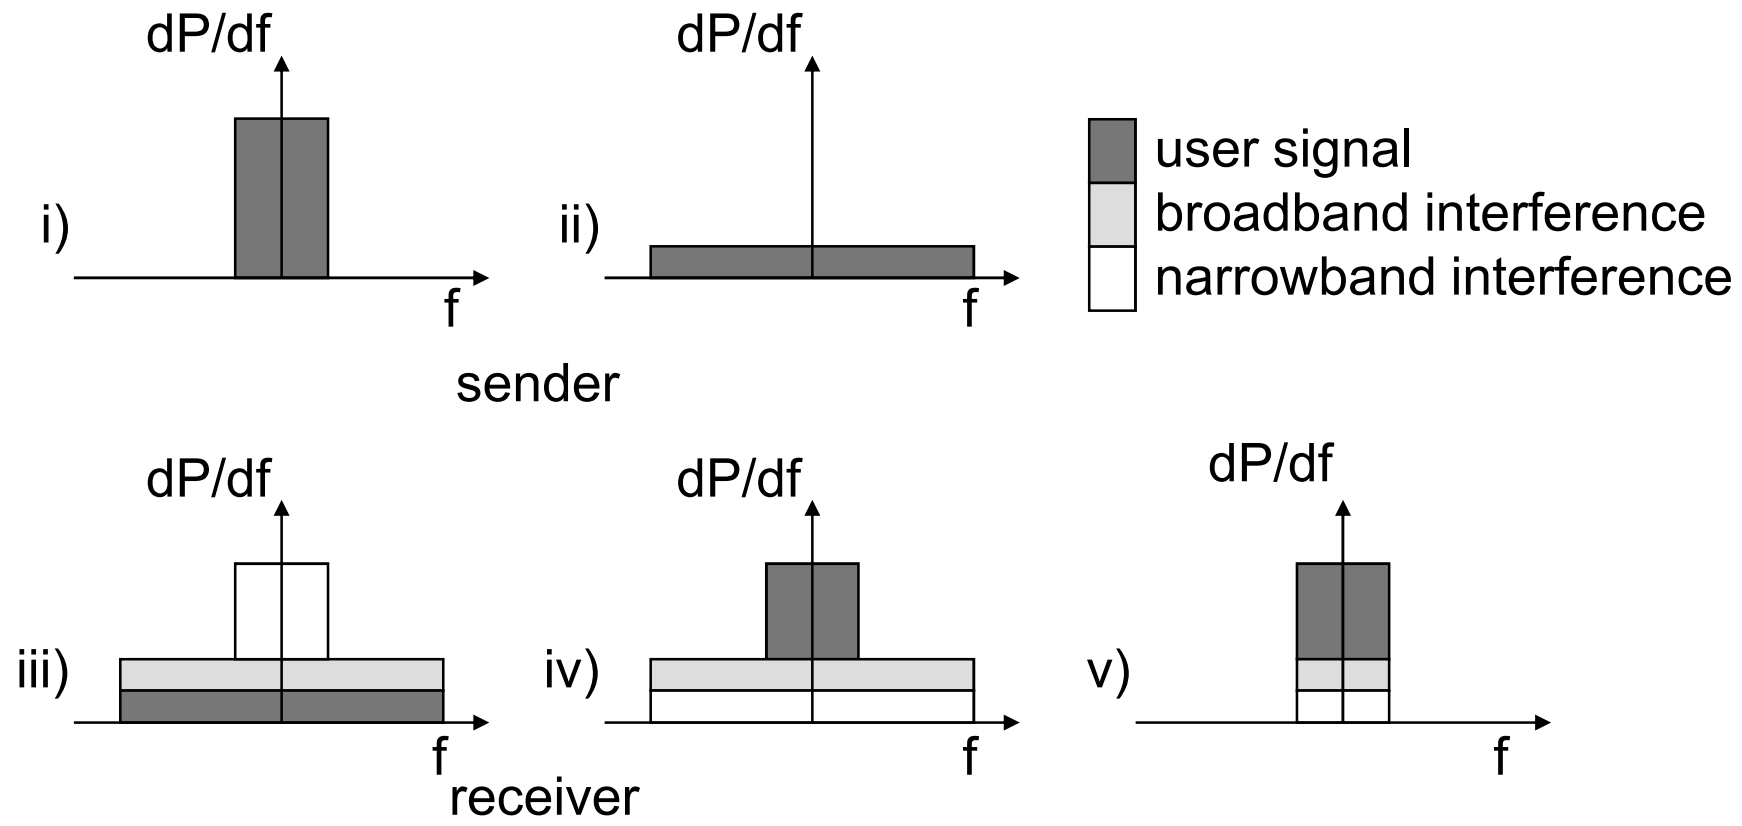 dP/df
i)
f
dP/df
ii)
f
user signal
broadband interference
narrowband interference
sender
dP/df
iii)
f
dP/df
iv)
f
dP/df
v)
f
receiver